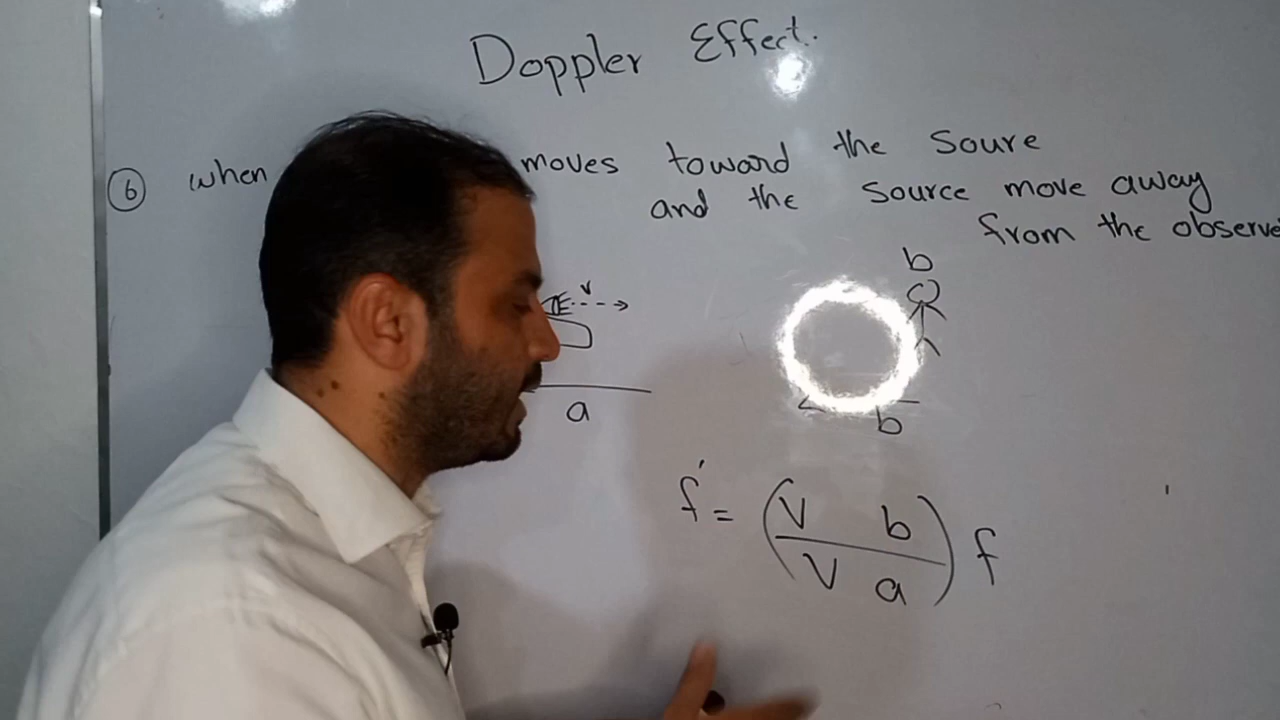 Doppler Effect.
6 when moves toward the Soure
and the Source move away
from the observe
v
b
a
b
f' = (V b / V a) f